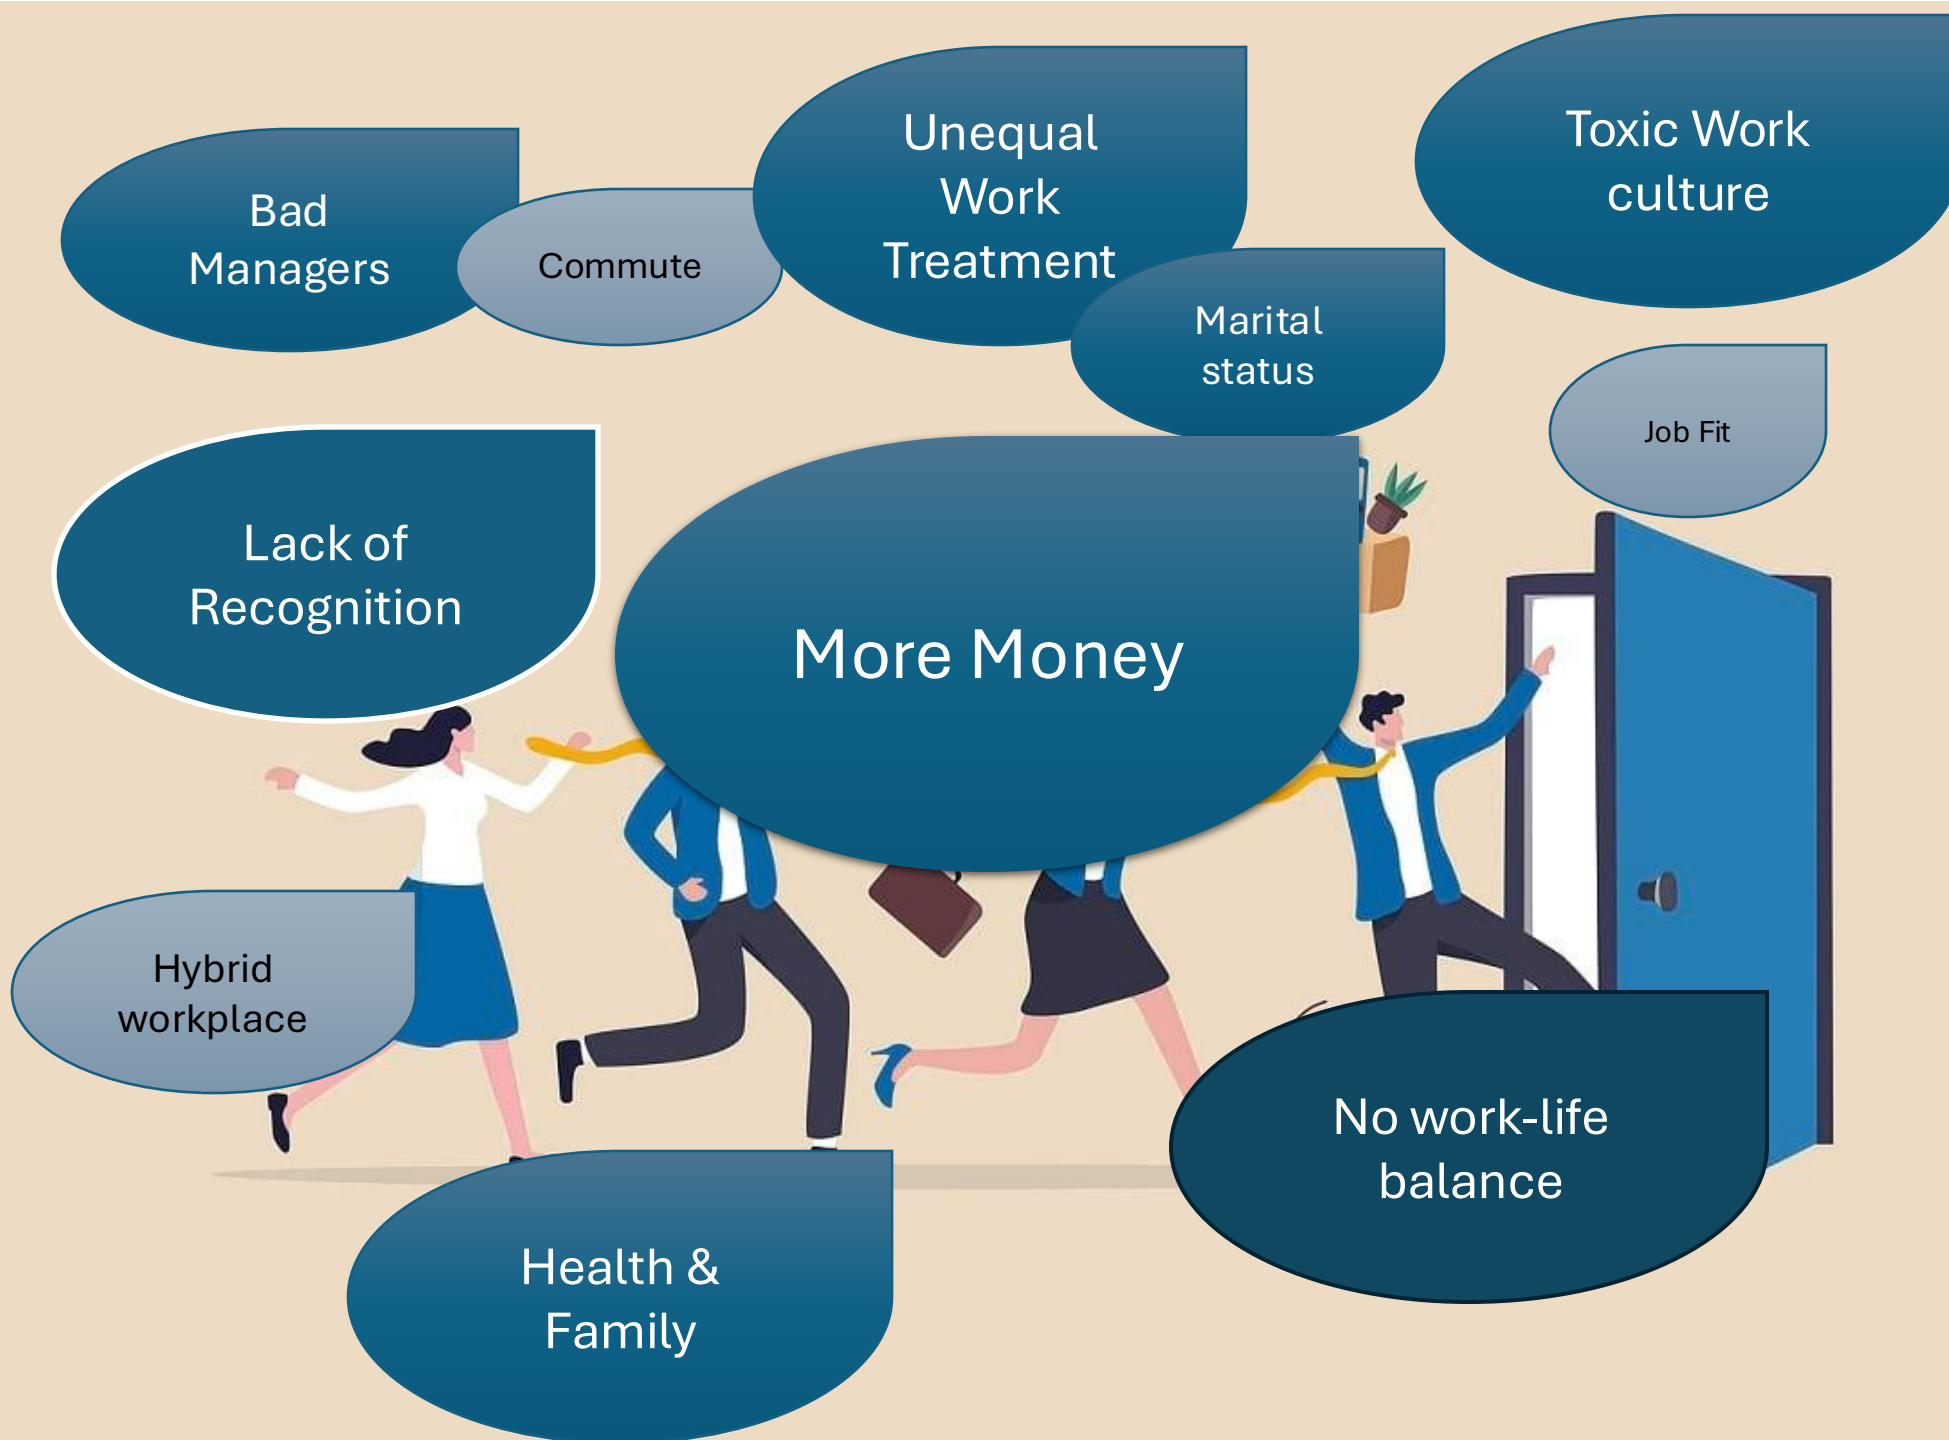 Unequal
Work
Treatment
Toxic Work
culture
Bad
Managers
Commute
Marital
status
Job Fit
Lack of
Recognition
More Money
Hybrid
workplace
No work-life
balance
Health &
Family